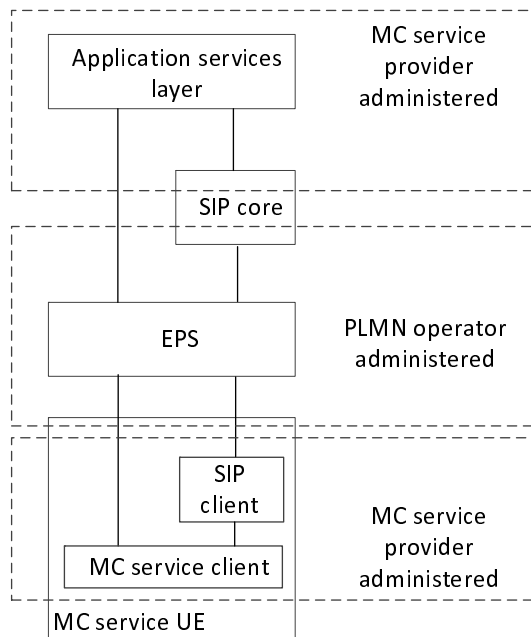 Application services
layer
MC service
provider
administered
SIP core
EPS
PLMN operator
administered
SIP
client
MC service client
MC service
provider
administered
MC service UE